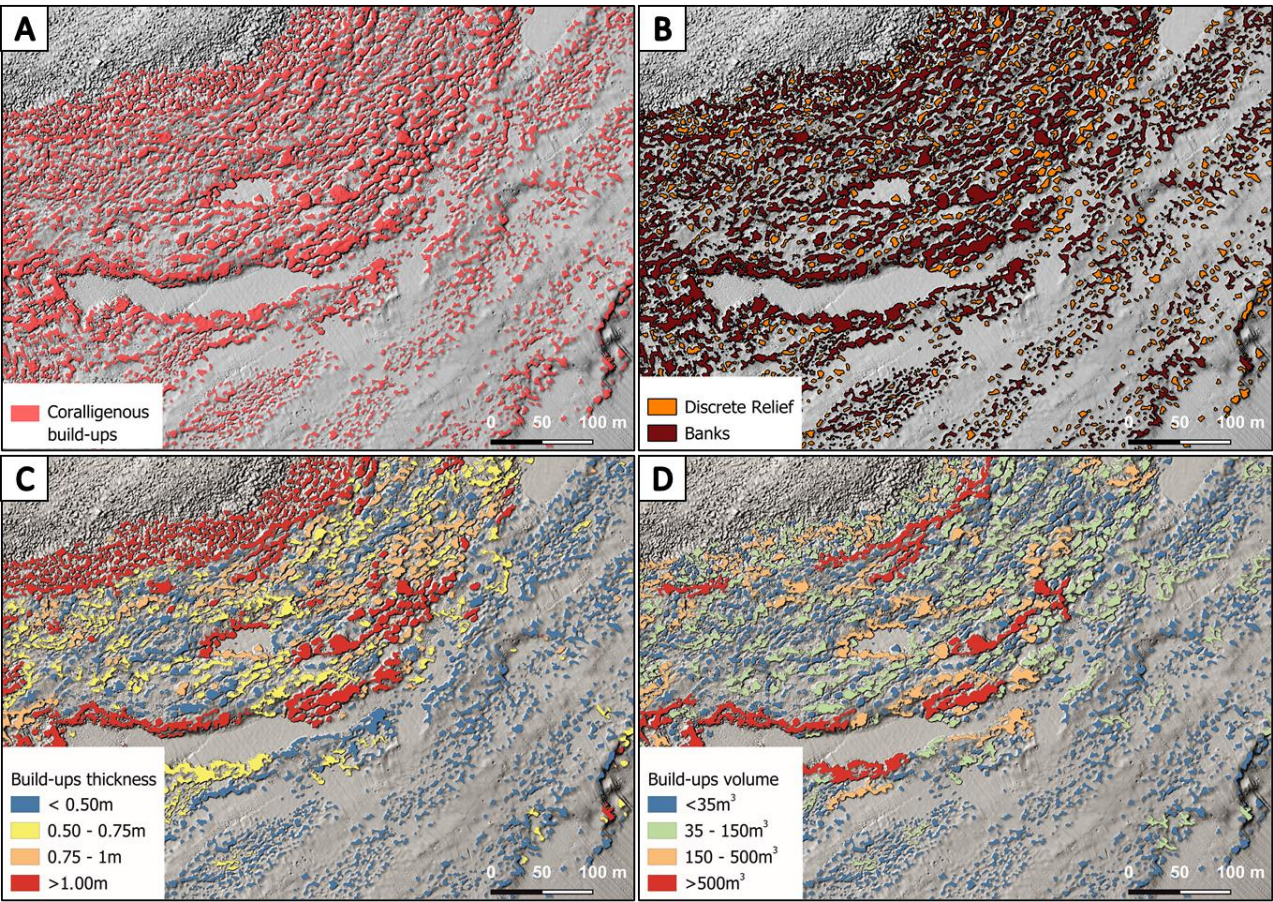 A
Coralligenous
build-ups
0 50 100 m
B
Discrete Relief
Banks
0 50 100 m
C
Build-ups thickness
< 0.50m
0.50 - 0.75m
0.75 - 1m
>1.00m
0 50 100 m
D
Build-ups volume
<35m³
35 - 150m³
150 - 500m³
>500m³
0 50 100 m